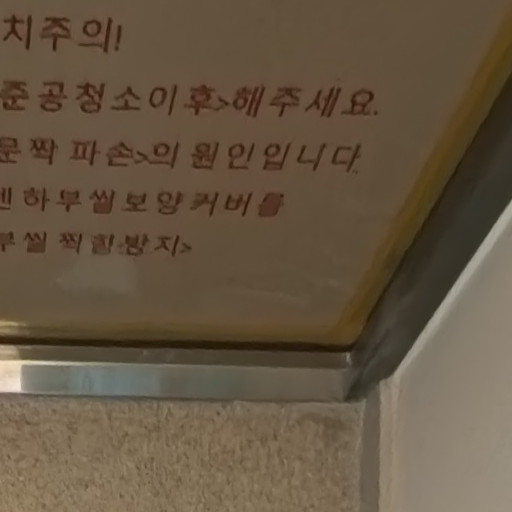 치주의!
준공청소이후>해주세요.
문짝 파손>의 원인입니다.
하부씰보양커버를
부씰 찍힘방지>